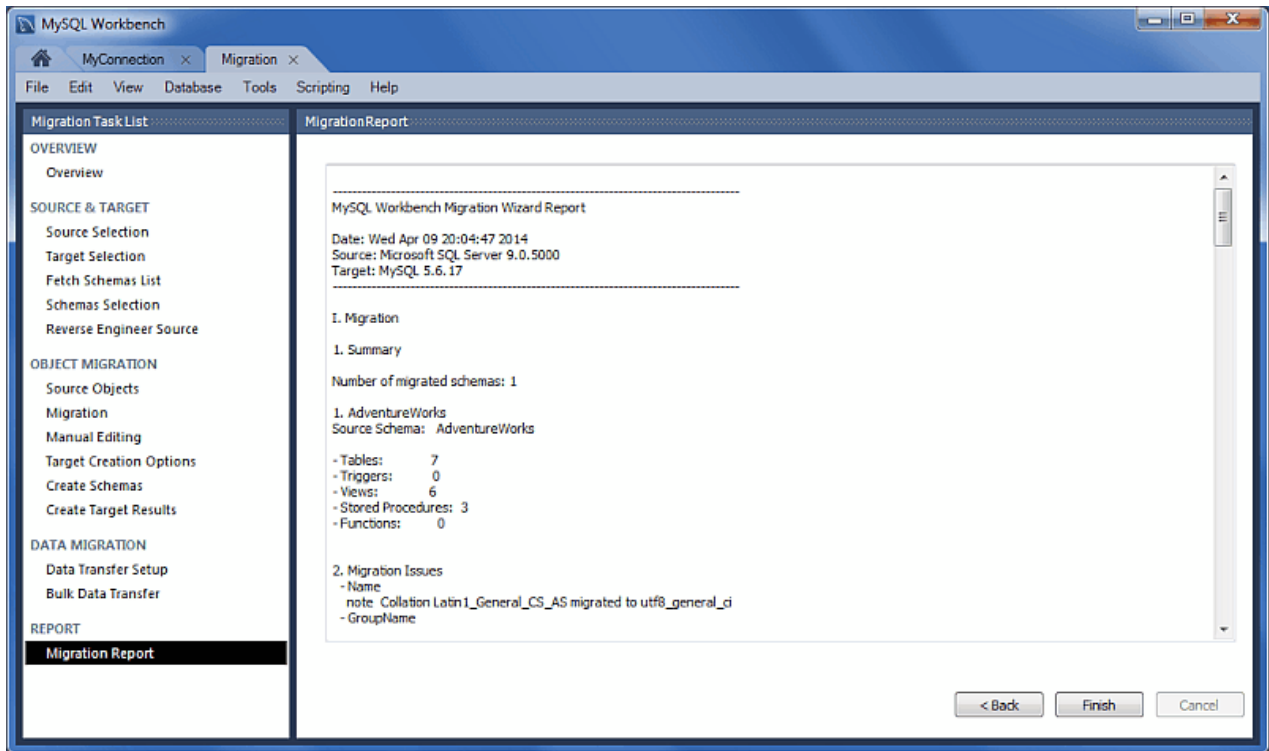 MySQL Workbench
MyConnection
Migration
File Edit View Database Tools Scripting Help
Migration Task List
OVERVIEW
Overview
SOURCE & TARGET
Source Selection
Target Selection
Fetch Schemas List
Schemas Selection
Reverse Engineer Source
OBJECT MIGRATION
Source Objects
Migration
Manual Editing
Target Creation Options
Create Schemas
Create Target Results
DATA MIGRATION
Data Transfer Setup
Bulk Data Transfer
REPORT
Migration Report
Migration Report
MySQL Workbench Migration Wizard Report
Date: Wed Apr 09 20:04:47 2014
Source: Microsoft SQL Server 9.0.5000
Target: MySQL 5.6.17
I. Migration
1. Summary
Number of migrated schemas: 1
1. AdventureWorks
Source Schema: AdventureWorks
- Tables: 7
- Triggers: 0
- Views: 6
- Stored Procedures: 3
- Functions: 0
2. Migration Issues
- Name
note Collation Latin1_General_CS_AS migrated to utf8_general_ci
- GroupName
< Back Finish Cancel